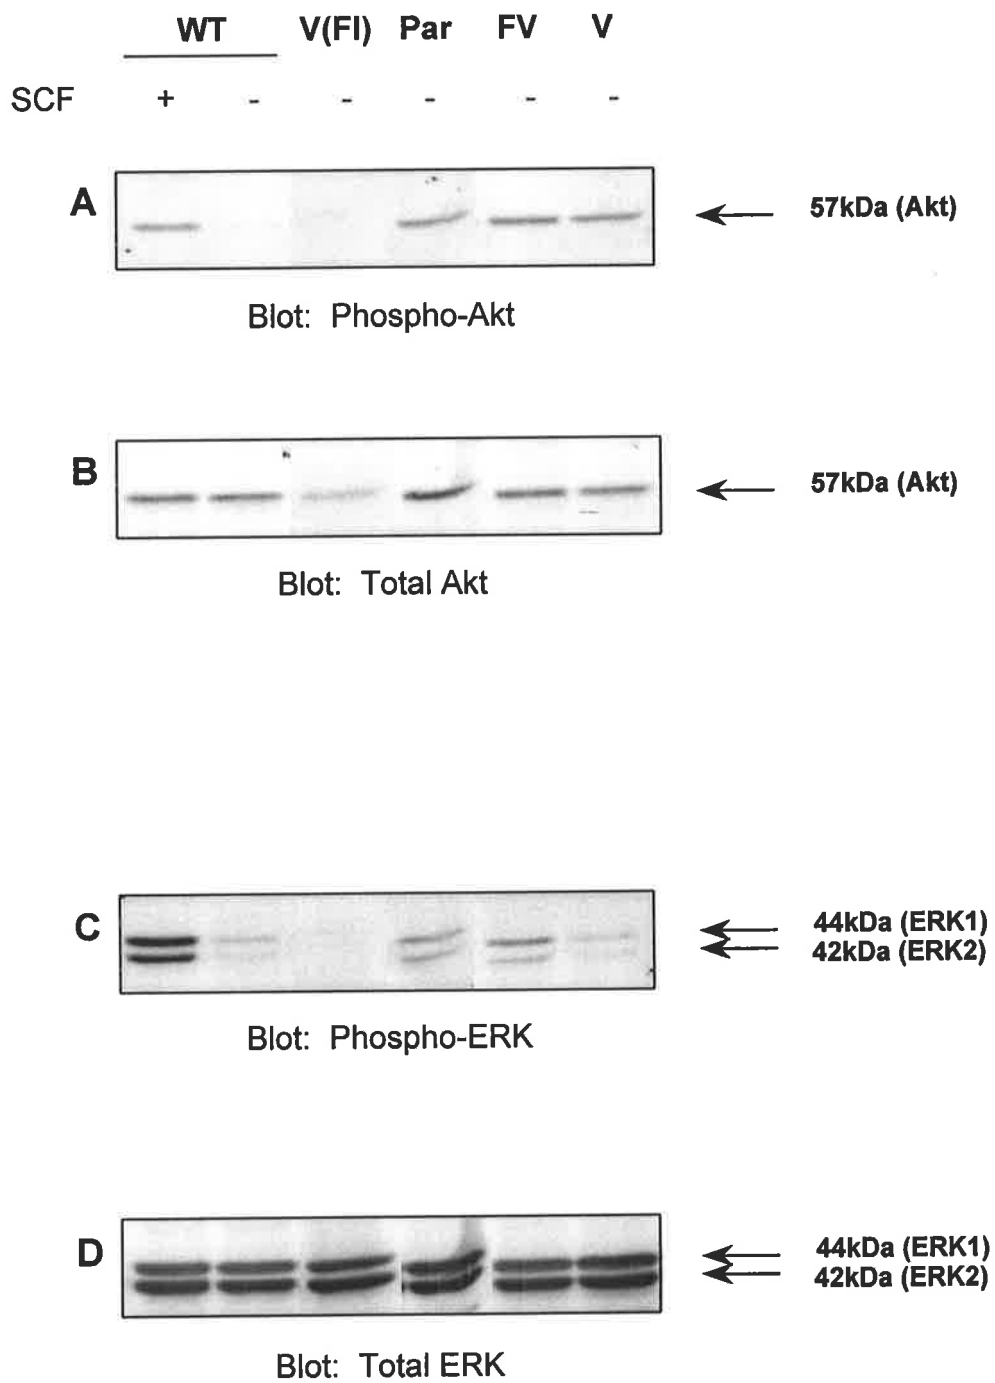 WT V(FI) Par FV V
SCF + - - - - -
A 57kDa (Akt)
Blot: Phospho-Akt
B 57kDa (Akt)
Blot: Total Akt
C 44kDa (ERK1)
42kDa (ERK2)
Blot: Phospho-ERK
D 44kDa (ERK1)
42kDa (ERK2)
Blot: Total ERK